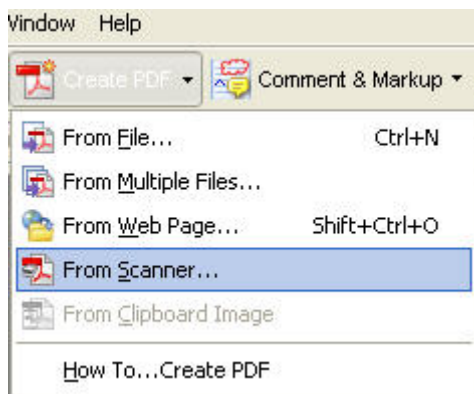 Window Help
Create PDF Comment & Markup
From File... Ctrl+N
From Multiple Files...
From Web Page... Shift+Ctrl+O
From Scanner...
From Clipboard Image
How To...Create PDF